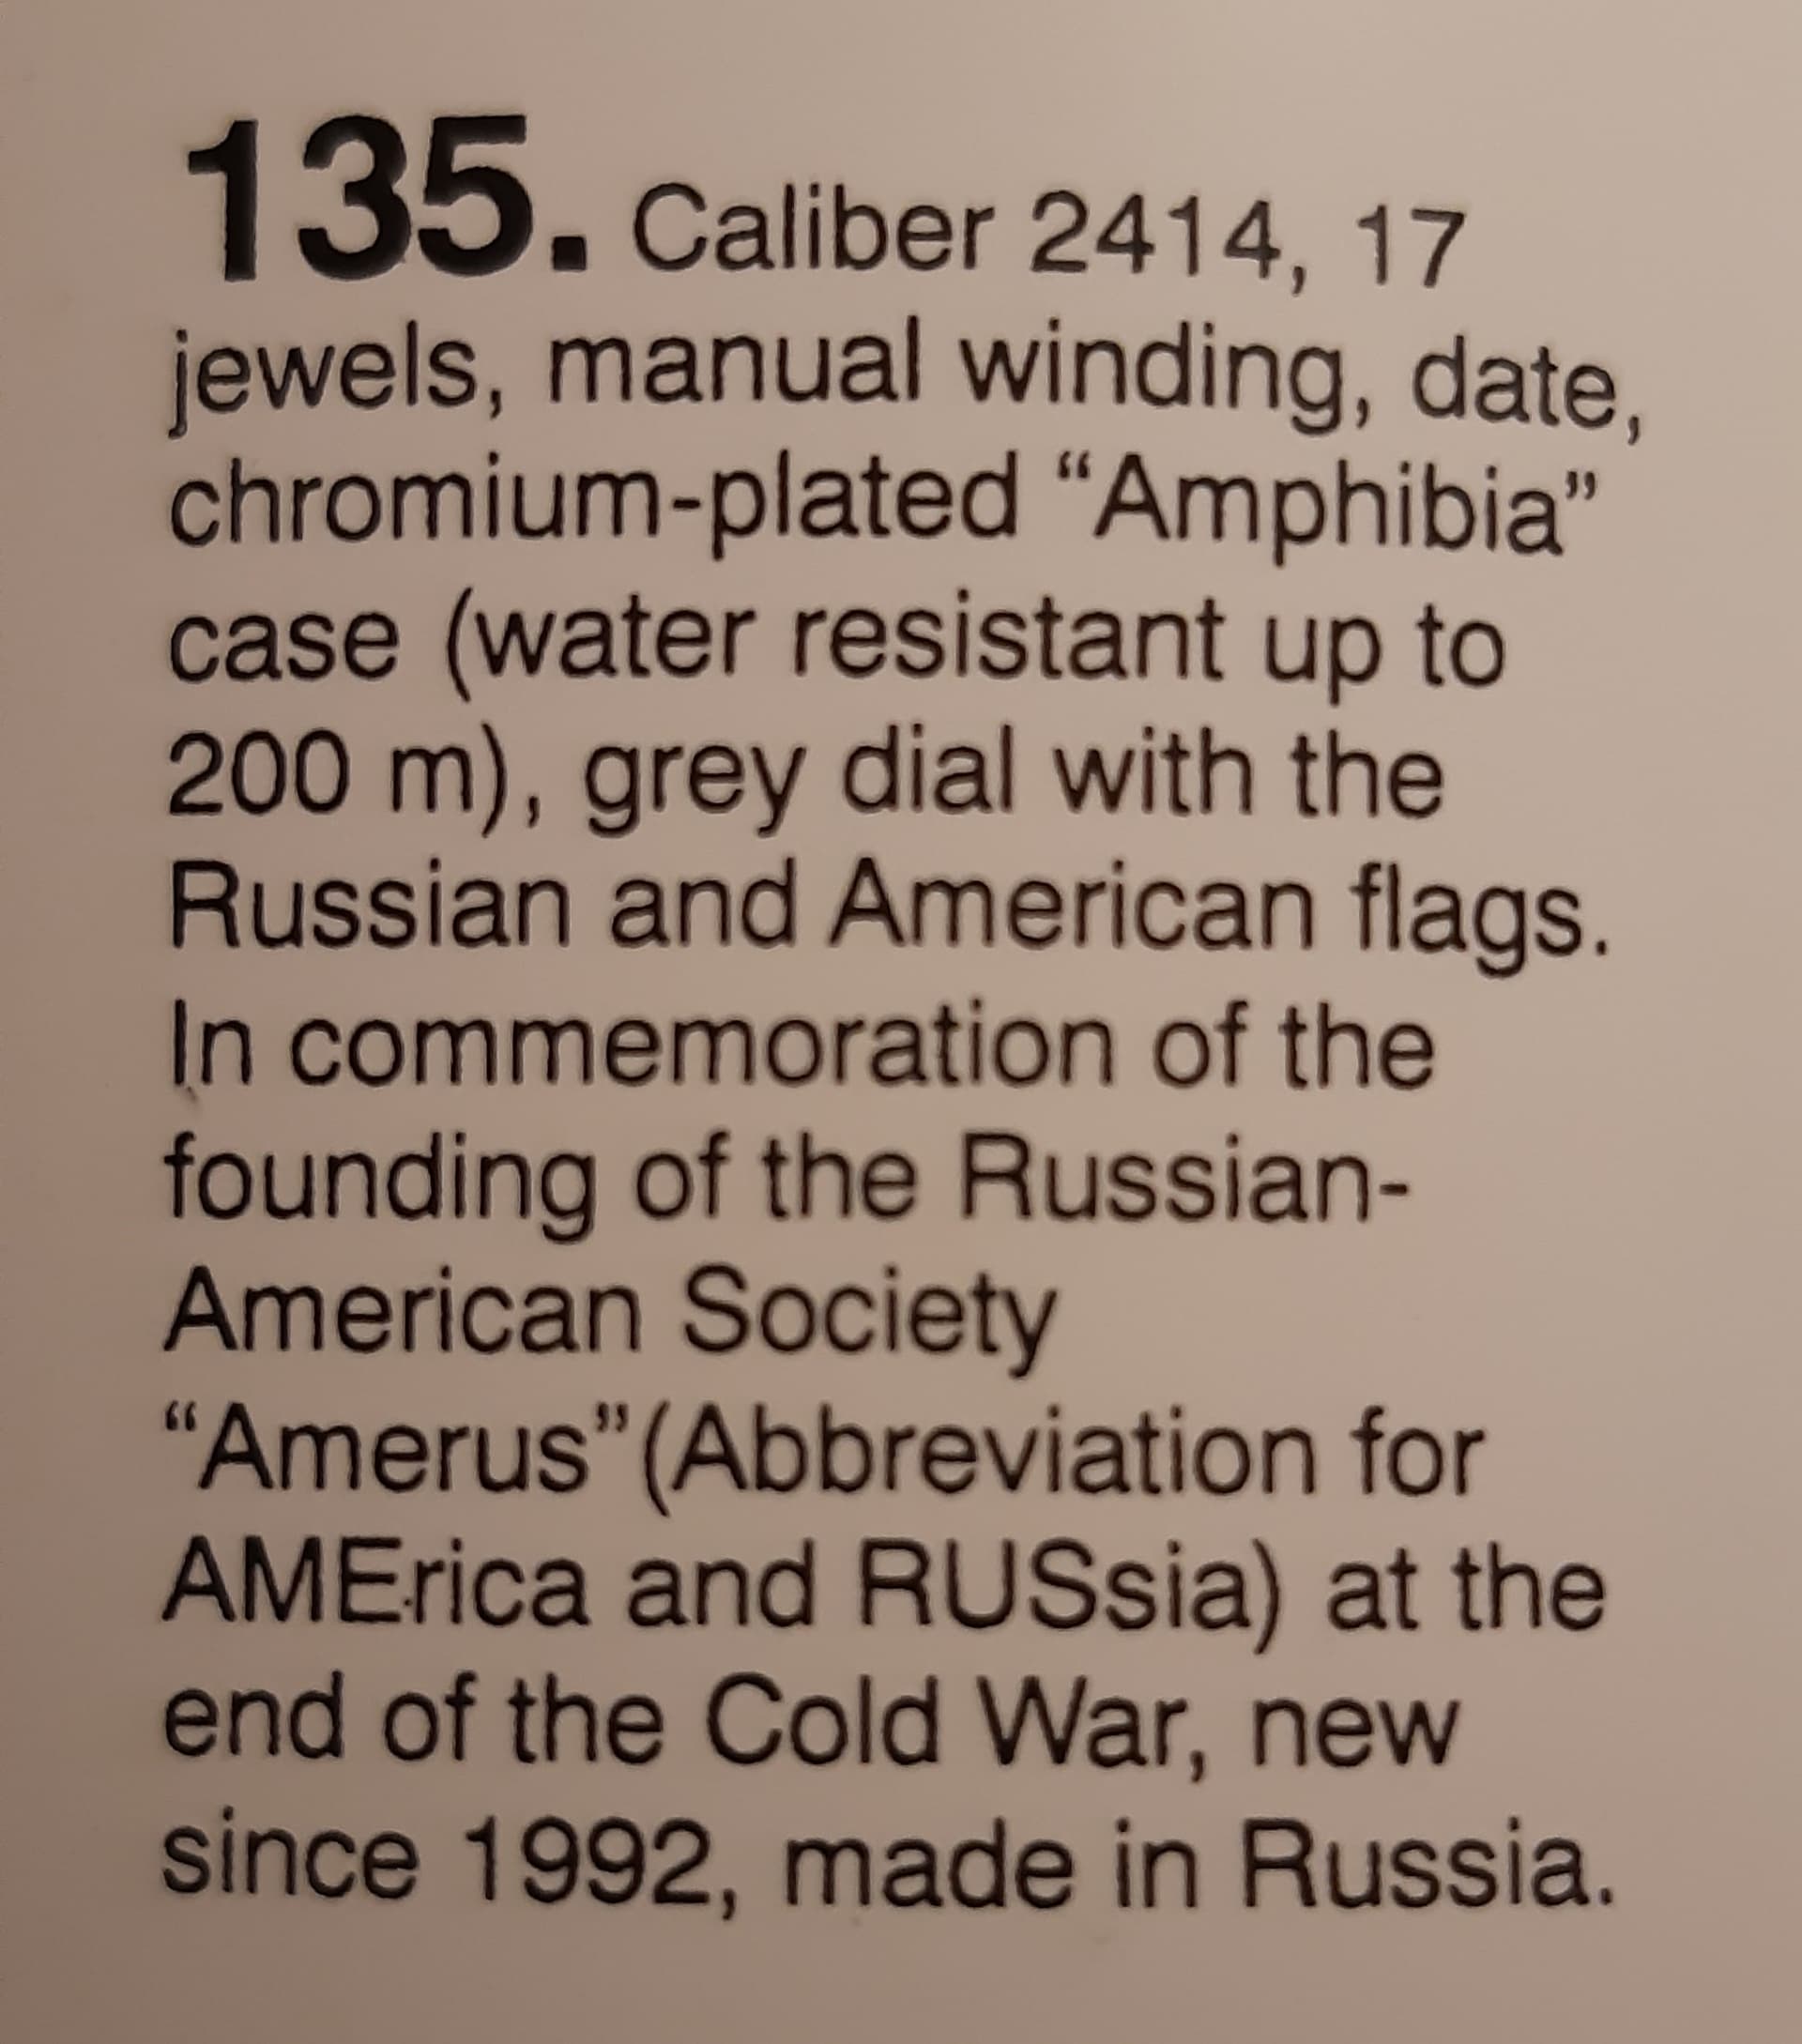 135. Caliber 2414, 17
jewels, manual winding, date,
chromium-plated “Amphibia”
case (water resistant up to
200 m), grey dial with the
Russian and American flags.
In commemoration of the
founding of the Russian-
American Society
“Amerus”(Abbreviation for
AMErica and RUSsia) at the
end of the Cold War, new
since 1992, made in Russia.